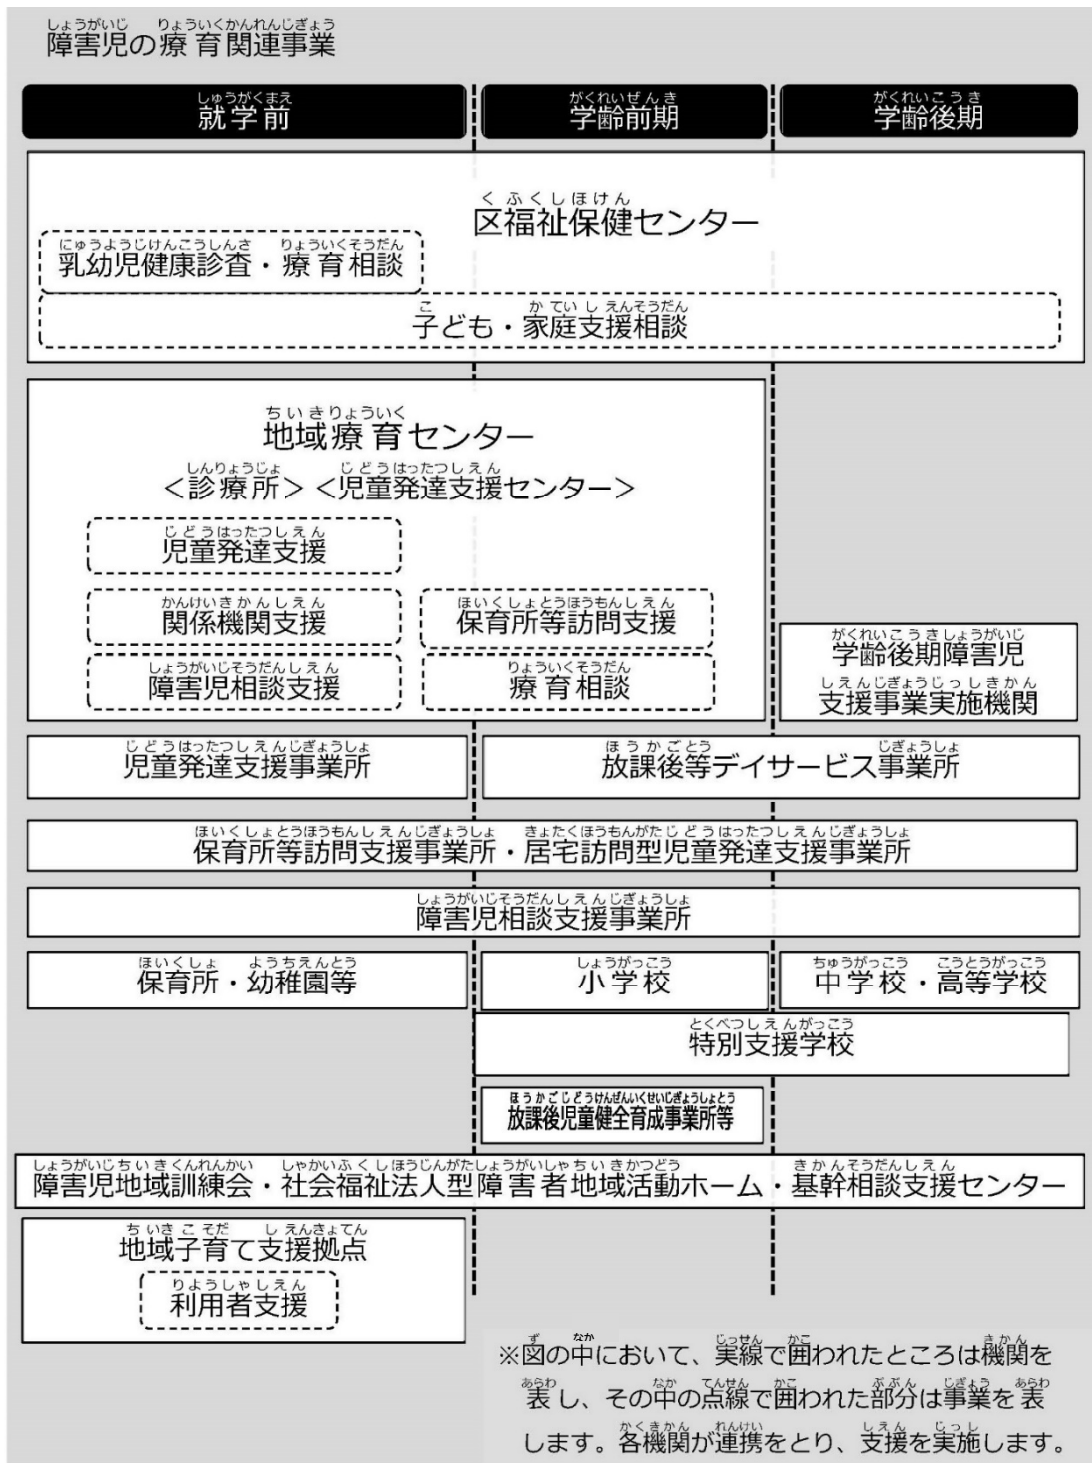 障害児の療育関連事業
就学前
学齢前期
学齢後期
区福祉保健センター
乳幼児健康診査・療育相談
子ども・家庭支援相談
地域療育センター
＜診療所＞＜児童発達支援センター＞
児童発達支援
関係機関支援
保育所等訪問支援
障害児相談支援
療育相談
学齢後期障害児
支援事業実施機関
児童発達支援事業所
放課後等デイサービス事業所
保育所等訪問支援事業所・居宅訪問型児童発達支援事業所
障害児相談支援事業所
保育所・幼稚園等
小学校
中学校・高等学校
特別支援学校
放課後児童健全育成事業所等
障害児地域訓練会・社会福祉法人型障害者地域活動ホーム・基幹相談支援センター
地域子育て支援拠点
利用者支援
※図の中において、実線で囲われたところは機関を
表し、その中の点線で囲われた部分は事業を表
します。各機関が連携をとり、支援を実施します。